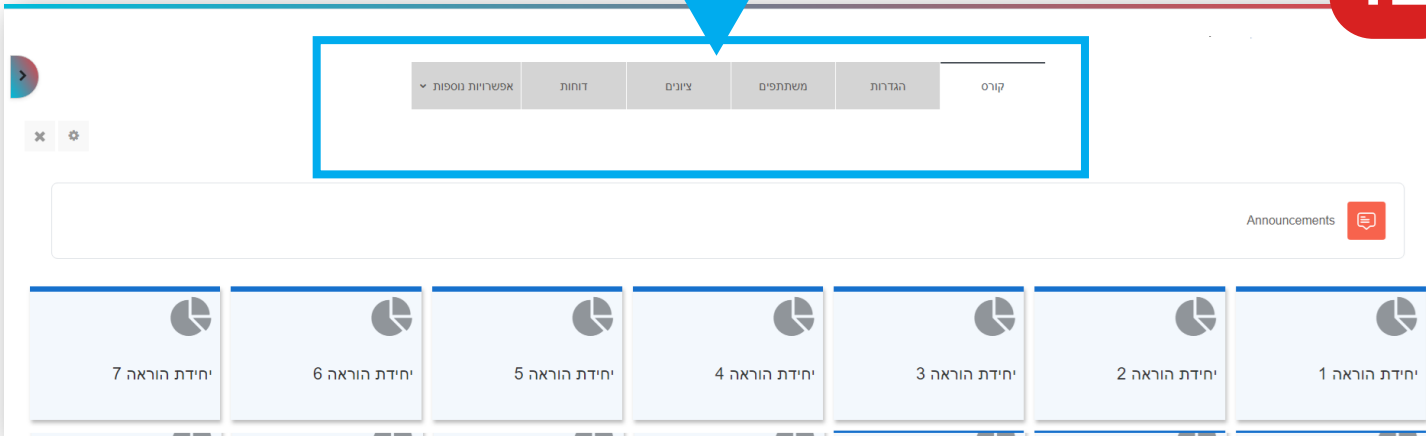 קורס הגדרות משתתפים ציונים דוחות אפשרויות נוספות
Announcements
יחידת הוראה 1 יחידת הוראה 2 יחידת הוראה 3 יחידת הוראה 4 יחידת הוראה 5 יחידת הוראה 6 יחידת הוראה 7